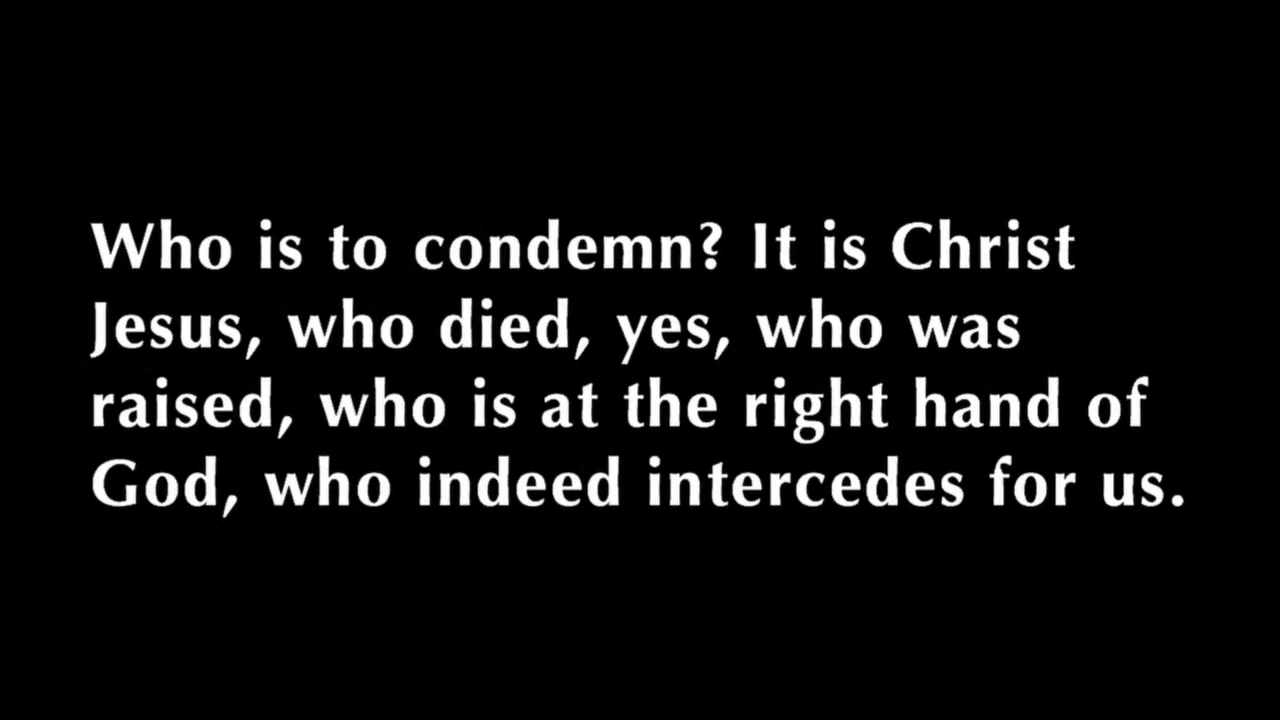 Who is to condemn? It is Christ
Jesus, who died, yes, who was
raised, who is at the right hand of
God, who indeed intercedes for us.